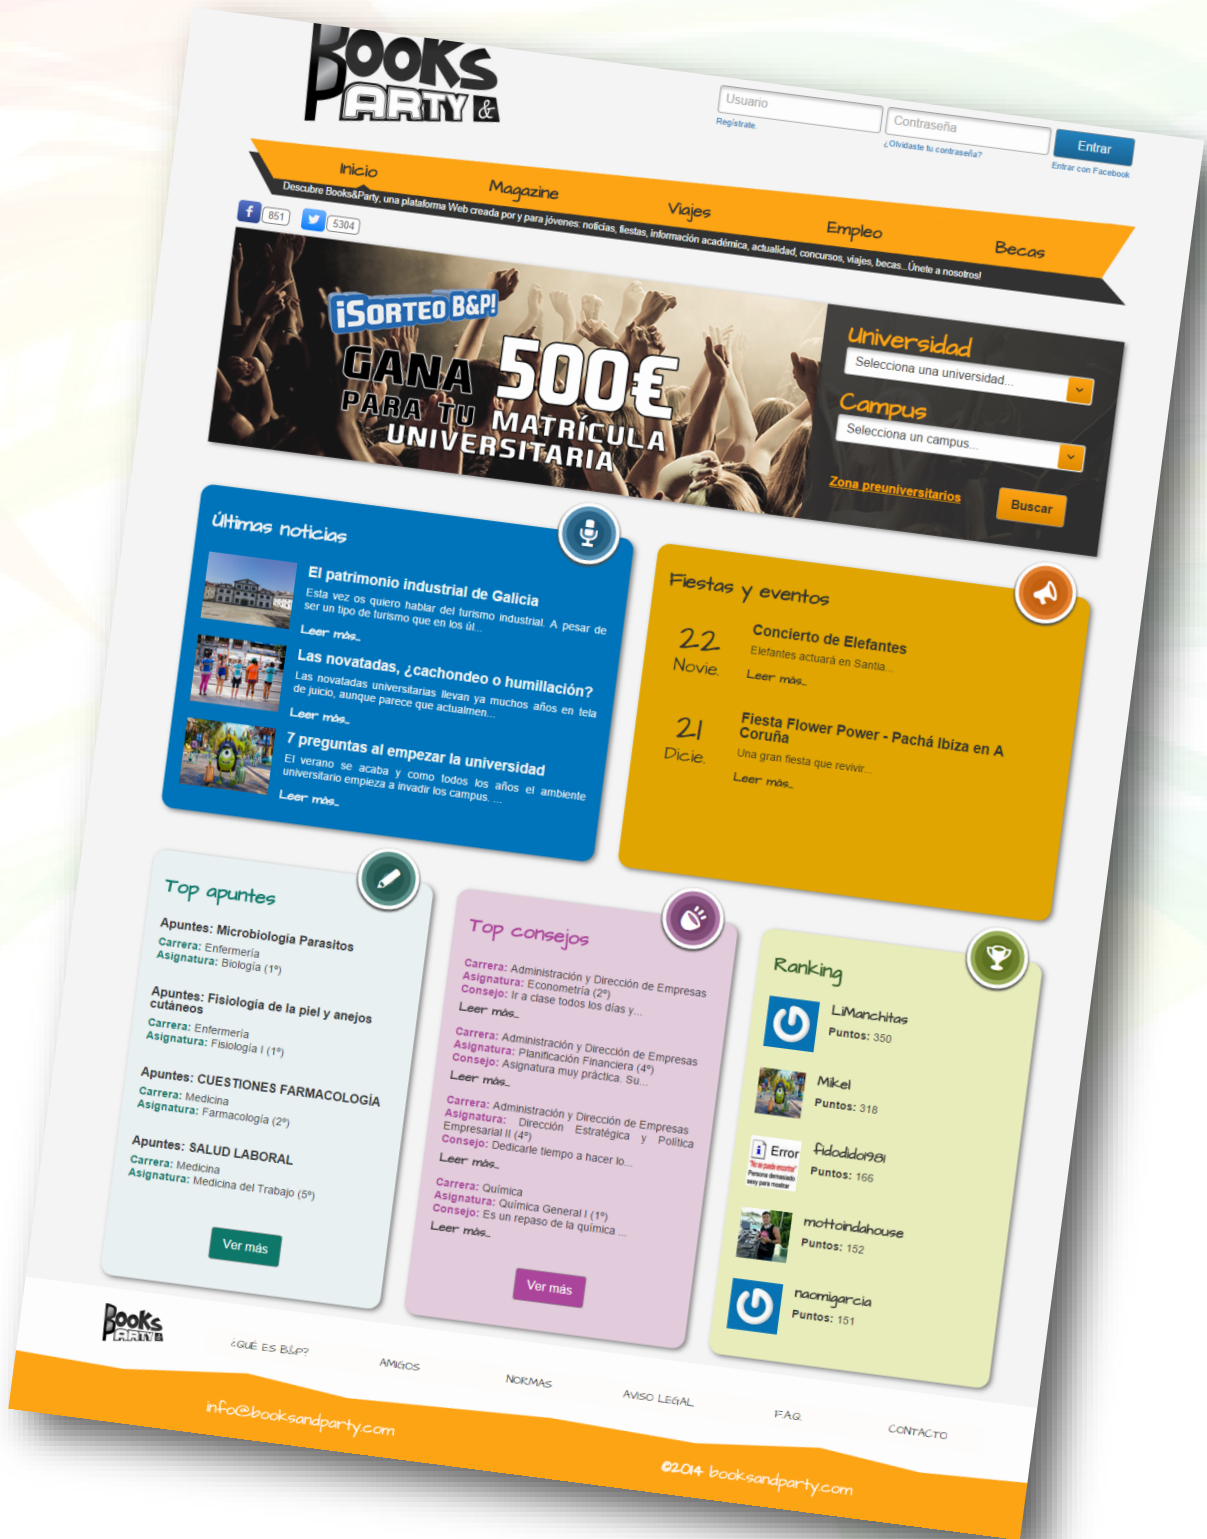 BOOKS
PARTY &
Usuario
Contraseña
Entrar
Regístrate.
¿Olvidaste tu contraseña?
Entrar con Facebook
Inicio
Magazine
Viajes
Empleo
Becas
Descubre Books&Party, una plataforma Web creada por y para jóvenes: noticias, fiestas, información académica, actualidad, concursos, viajes, becas...Únete a nosotros!
851
5304
¡SORTEO B&P!
GANA 500€
PARA TU MATRÍCULA
UNIVERSITARIA
Universidad
Selecciona una universidad...
Campus
Selecciona un campus...
Zona preuniversitarios
Buscar
Últimas noticias
El patrimonio industrial de Galicia
Esta vez os quiero hablar del turismo industrial. A pesar de
ser un tipo de turismo que en los úl...
Leer más...
Las novatadas, ¿cachondeo o humillación?
Las novatadas universitarias llevan ya muchos años en tela
de juicio, aunque parece que actualmen...
Leer más...
7 preguntas al empezar la universidad
El verano se acaba y como todos los años el ambiente
universitario empieza a invadir los campus. ...
Leer más...
Fiestas y eventos
22
Novie.
Concierto de Elefantes
Elefantes actuará en Santia...
Leer más...
21
Dicie.
Fiesta Flower Power - Pachá Ibiza en A
Coruña
Una gran fiesta que revivir...
Leer más...
Top apuntes
Apuntes: Microbiologia Parasitos
Carrera: Enfermería
Asignatura: Biología (1º)
Apuntes: Fisiología de la piel y anejos
cutáneos
Carrera: Enfermería
Asignatura: Fisiología I (1º)
Apuntes: CUESTIONES FARMACOLOGÍA
Carrera: Medicina
Asignatura: Farmacología (2º)
Apuntes: SALUD LABORAL
Carrera: Medicina
Asignatura: Medicina del Trabajo (5º)
Ver más
Top consejos
Carrera: Administración y Dirección de Empresas
Asignatura: Econometría (2º)
Consejo: Ir a clase todos los días y...
Leer más...
Carrera: Administración y Dirección de Empresas
Asignatura: Planificación Financiera (4º)
Consejo: Asignatura muy práctica. Su...
Leer más...
Carrera: Administración y Dirección de Empresas
Asignatura: Dirección Estratégica y Política
Empresarial II (4º)
Consejo: Dedicarle tiempo a hacer lo...
Leer más...
Carrera: Química
Asignatura: Química General I (1º)
Consejo: Es un repaso de la química ...
Leer más...
Ver más
Ranking
LiManchitas
Puntos: 350
Mikel
Puntos: 318
Error
"No se puede encontrar"
Persona demasiado
sexy para mostrar
fidodido1981
Puntos: 166
mottoindahouse
Puntos: 152
naomigarcia
Puntos: 151
BOOKS
PARTY &
¿QUÉ ES B&P?
AMIGOS
NORMAS
AVISO LEGAL
F.A.Q.
CONTACTO
info@booksandparty.com
©2014 booksandparty.com